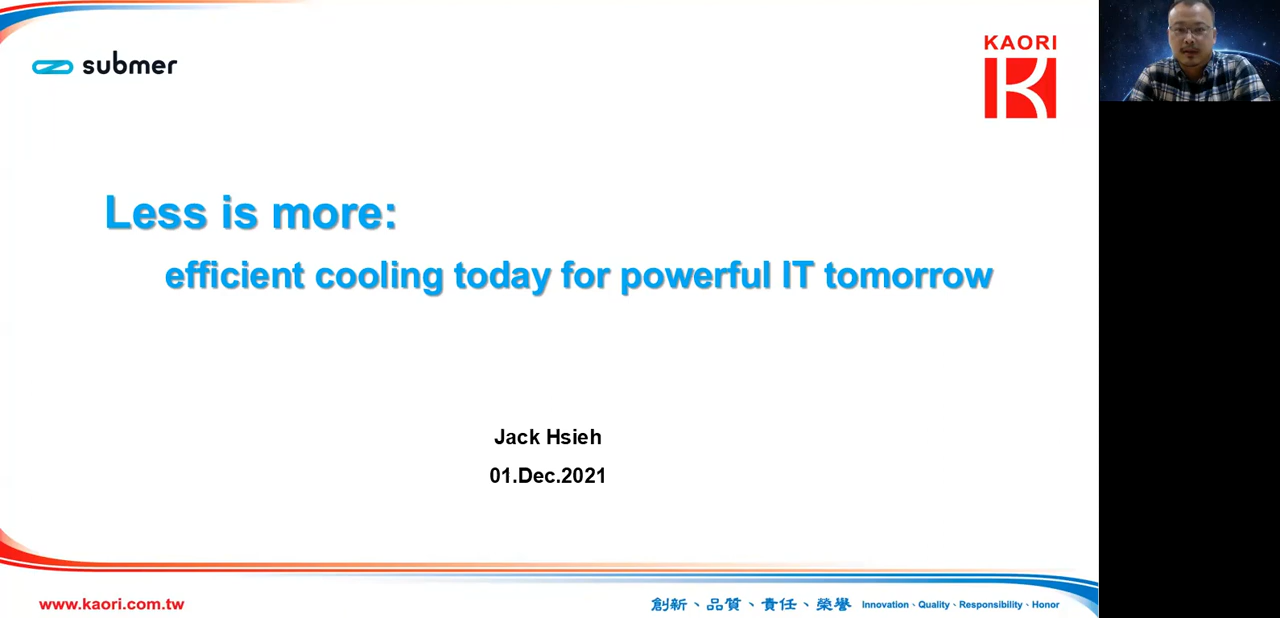 submer
KAORI
Less is more:
efficient cooling today for powerful IT tomorrow
Jack Hsieh
01.Dec.2021
www.kaori.com.tw
創新、品質、責任、榮譽 Innovation、Quality、Responsibility、Honor